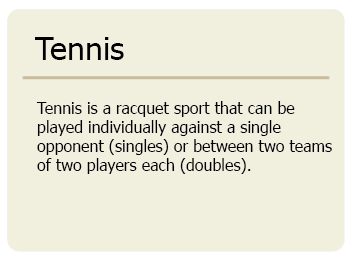 Tennis
Tennis is a racquet sport that can be
played individually against a single
opponent (singles) or between two teams
of two players each (doubles).